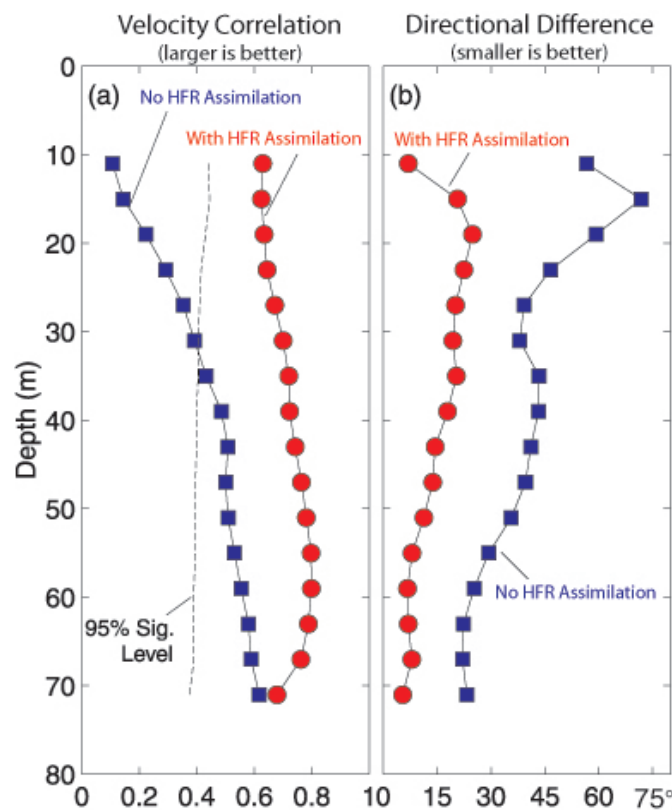 Velocity Correlation
(larger is better)
Directional Difference
(smaller is better)
(a)
No HFR Assimilation
With HFR Assimilation
95% Sig.
Level
(b)
With HFR Assimilation
No HFR Assimilation
Depth (m)
0
10
20
30
40
50
60
70
80
0 0.2 0.4 0.6 0.8 10 15 30 45 60 75°